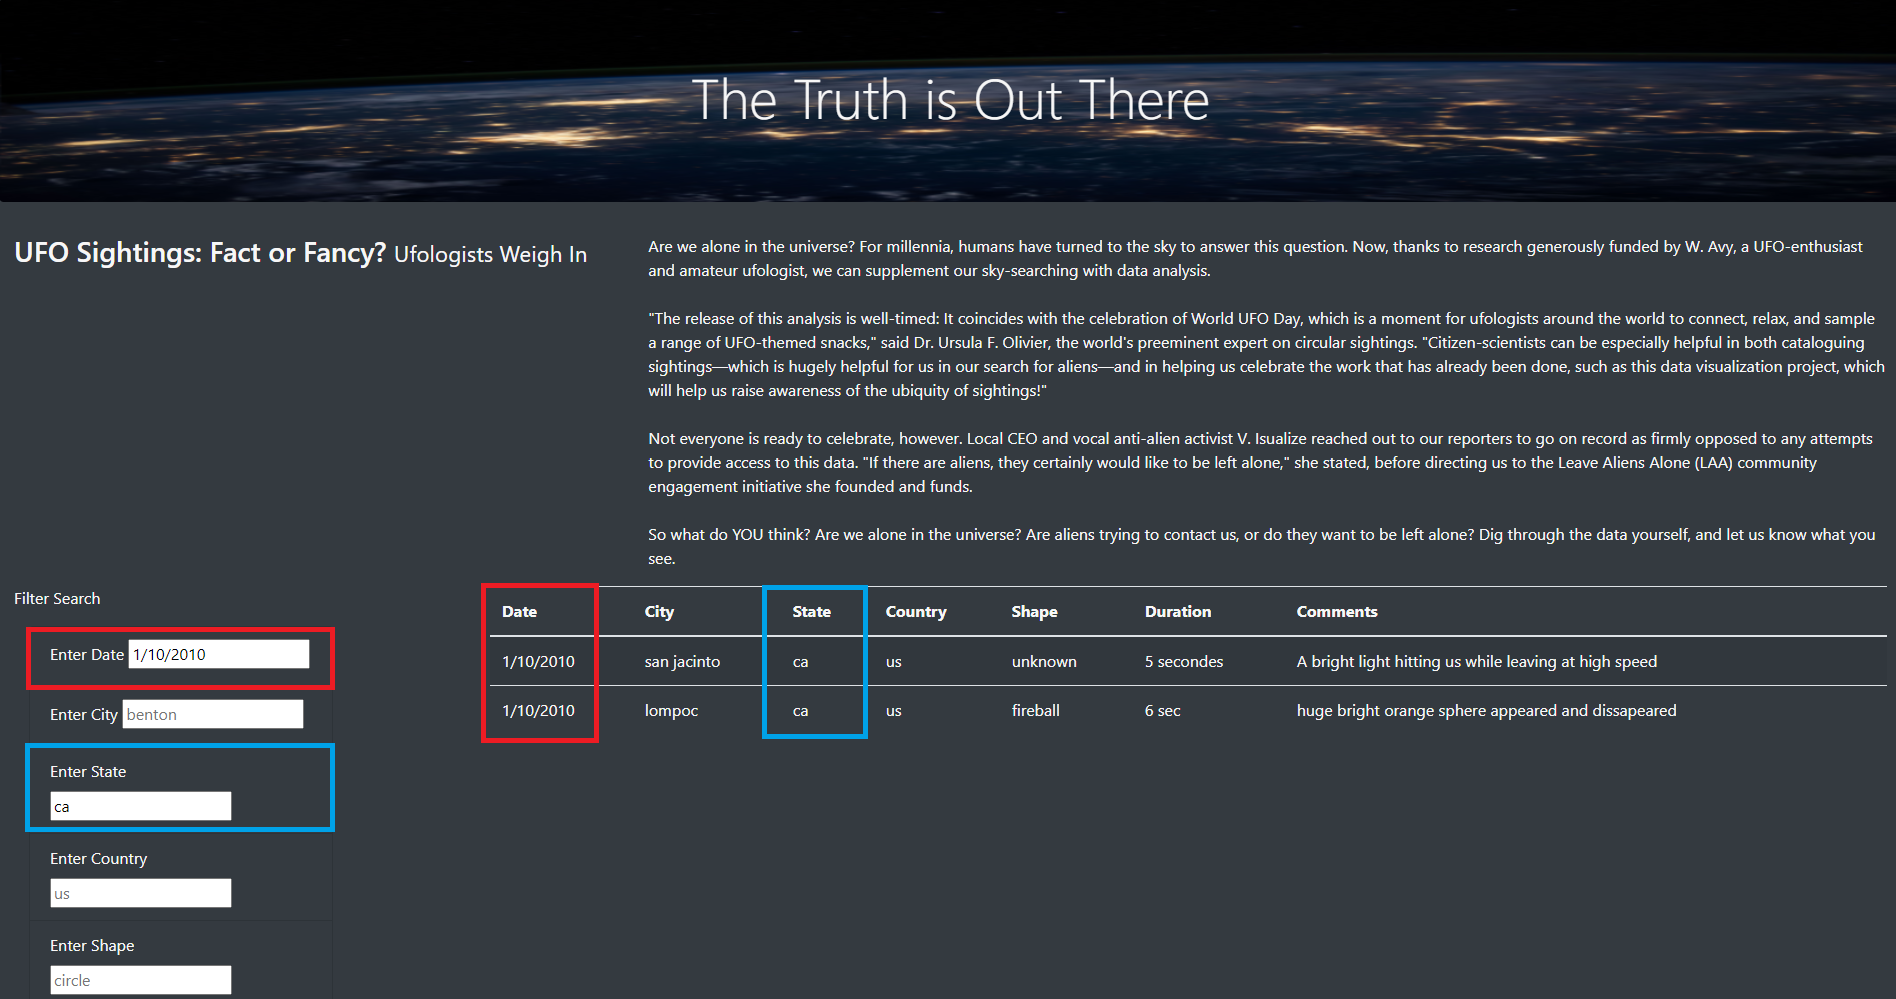 The Truth is Out There
UFO Sightings: Fact or Fancy? Ufologists Weigh In
Are we alone in the universe? For millennia, humans have turned to the sky to answer this question. Now, thanks to research generously funded by W. Avy, a UFO-enthusiast
and amateur ufologist, we can supplement our sky-searching with data analysis.
"The release of this analysis is well-timed: It coincides with the celebration of World UFO Day, which is a moment for ufologists around the world to connect, relax, and sample
a range of UFO-themed snacks," said Dr. Ursula F. Olivier, the world's preeminent expert on circular sightings. "Citizen-scientists can be especially helpful in both cataloguing
sightings—which is hugely helpful for us in our search for aliens—and in helping us celebrate the work that has already been done, such as this data visualization project, which
will help us raise awareness of the ubiquity of sightings!"
Not everyone is ready to celebrate, however. Local CEO and vocal anti-alien activist V. Isualize reached out to our reporters to go on record as firmly opposed to any attempts
to provide access to this data. "If there are aliens, they certainly would like to be left alone," she stated, before directing us to the Leave Aliens Alone (LAA) community
engagement initiative she founded and funds.
So what do YOU think? Are we alone in the universe? Are aliens trying to contact us, or do they want to be left alone? Dig through the data yourself, and let us know what you
see.
Filter Search
Enter Date 1/10/2010
Enter City benton
Enter State
ca
Enter Country
us
Enter Shape
circle
Date City State Country Shape Duration Comments
1/10/2010 san jacinto ca us unknown 5 secondes A bright light hitting us while leaving at high speed
1/10/2010 lompoc ca us fireball 6 sec huge bright orange sphere appeared and dissapeared